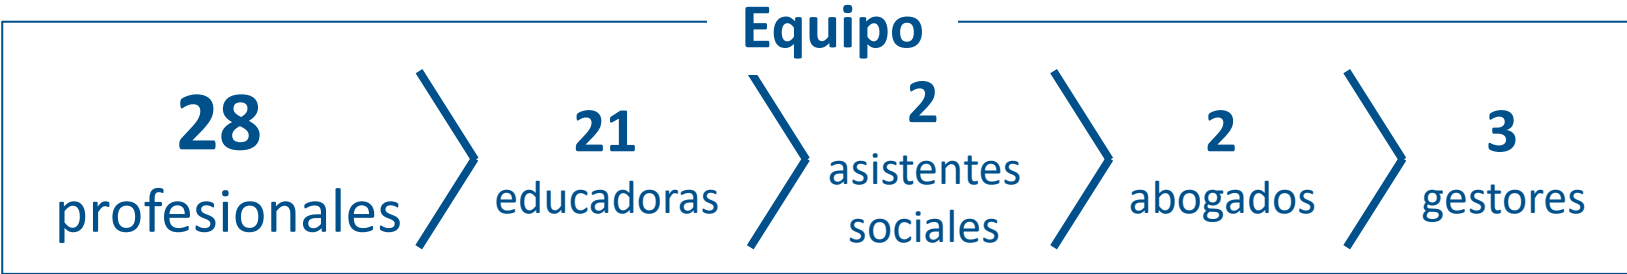 Equipo
28
profesionales
21
educadoras
2
asistentes
sociales
2
abogados
3
gestores